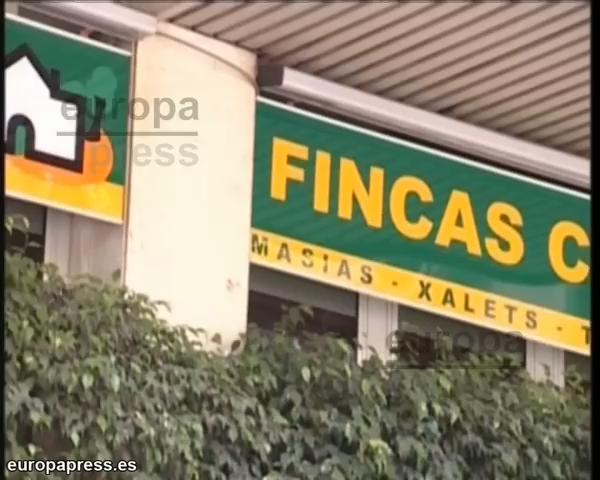 europa
press
FINCAS C
MASIAS - XALETS - T
europa
europapress.es